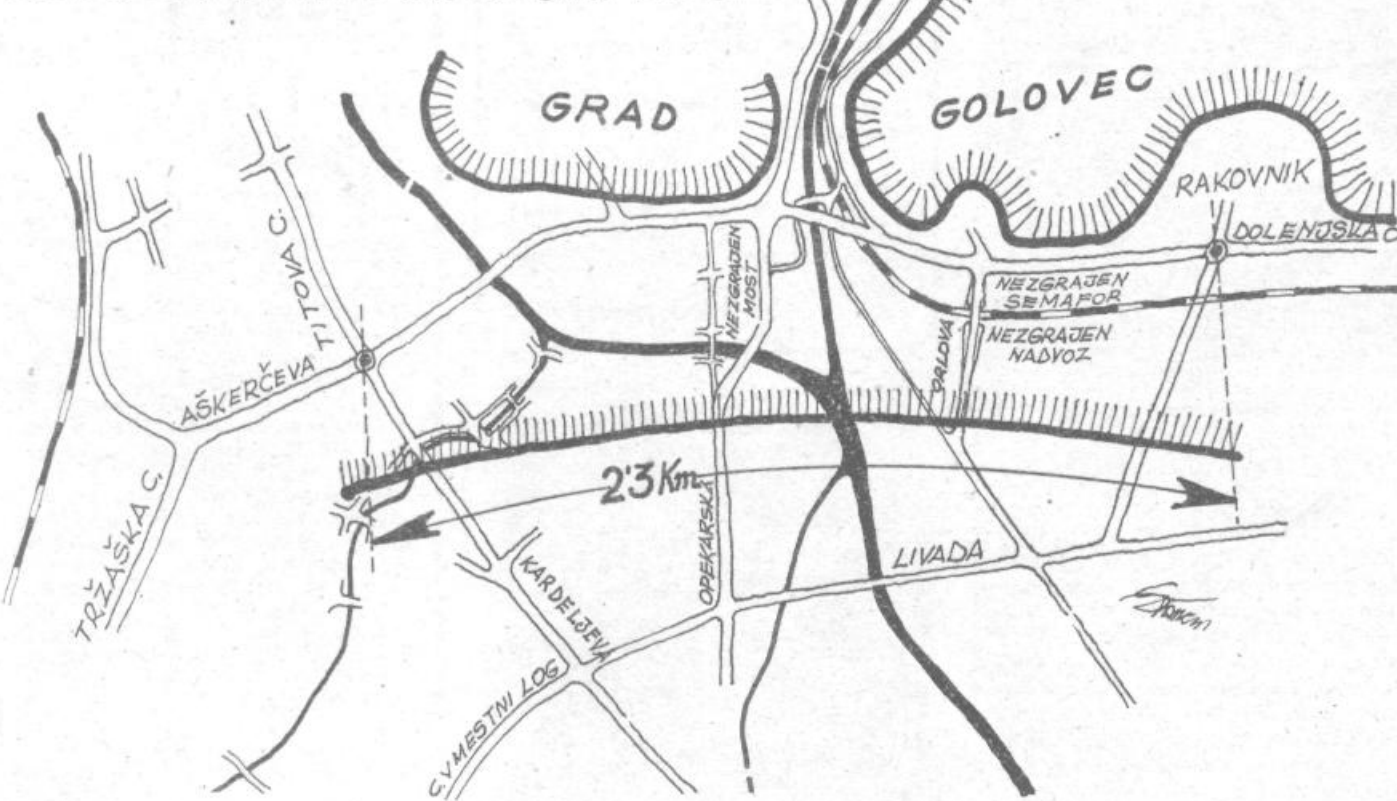 GRAD
GOLOVEC
RAKOVNIK
DOLENJSKA C
TITOVA C.
NEZGRAJEN
MOST
NEZGRAJEN
SEMAFOR
NEZGRAJEN
NADVOZ
ORLOVA
AŠKERČEVA
TRŽAŠKA C.
2'3 Km
OPEKARSKA
LIVADA
KARDELJEVA
C.V MESTNI LOG